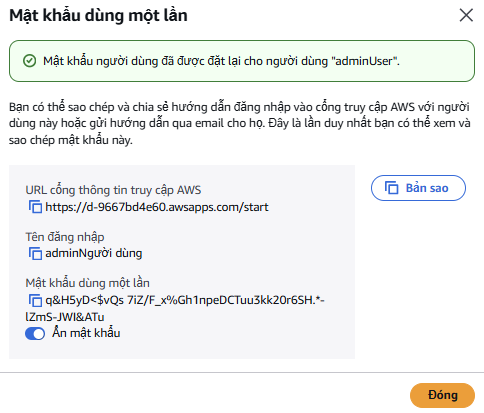 Mật khẩu dùng một lần
Mật khẩu người dùng đã được đặt lại cho người dùng "adminUser".
Bạn có thể sao chép và chia sẻ hướng dẫn đăng nhập vào cổng truy cập AWS với người
dùng này hoặc gửi hướng dẫn qua email cho họ. Đây là lần duy nhất bạn có thể xem và
sao chép mật khẩu này.
URL cổng thông tin truy cập AWS
https://d-9667bd4e60.awsapps.com/start
Bản sao
Tên đăng nhập
adminNgười dùng
Mật khẩu dùng một lần
q&H5yD<$vQs 7iZ/F_x%Gh1npeDCTuu3kk20r6SH.*-
lZmS-JWI&ATu
Ẩn mật khẩu
Đóng